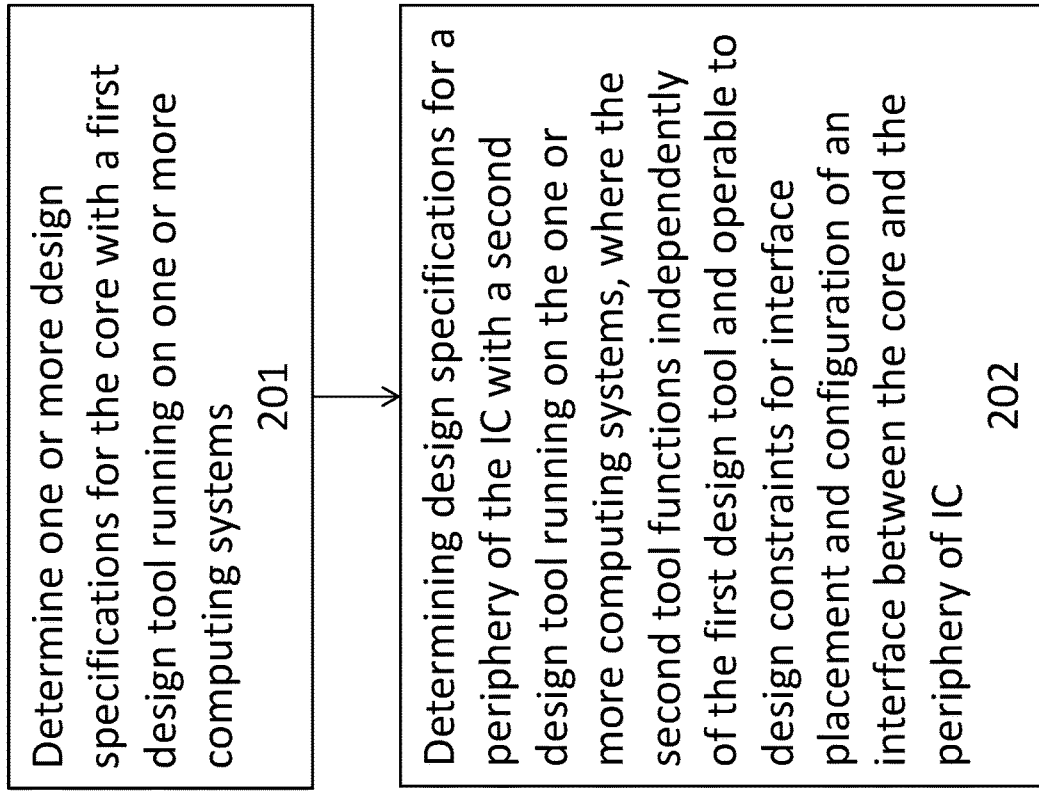 Determine one or more design
specifications for the core with a first
design tool running on one or more
computing systems
201
Determining design specifications for a
periphery of the IC with a second
design tool running on the one or
more computing systems, where the
second tool functions independently
of the first design tool and operable to
design constraints for interface
placement and configuration of an
interface between the core and the
periphery of IC
202